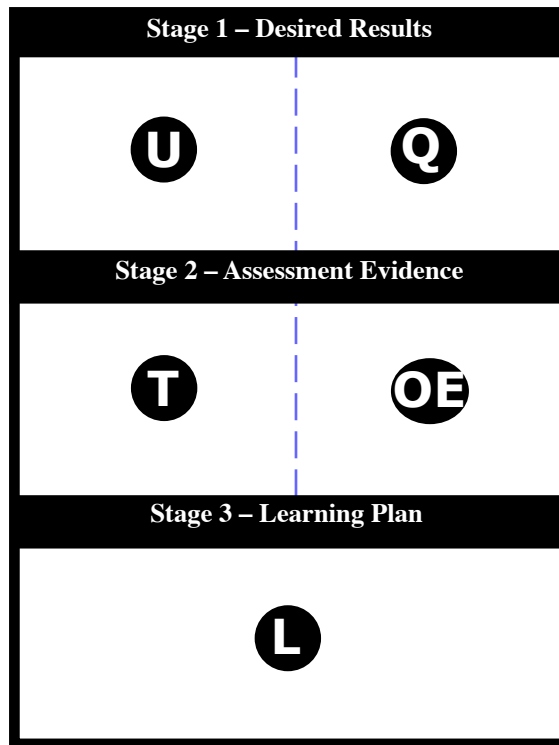 Stage 1 – Desired Results
U Q
Stage 2 – Assessment Evidence
T OE
Stage 3 – Learning Plan
L